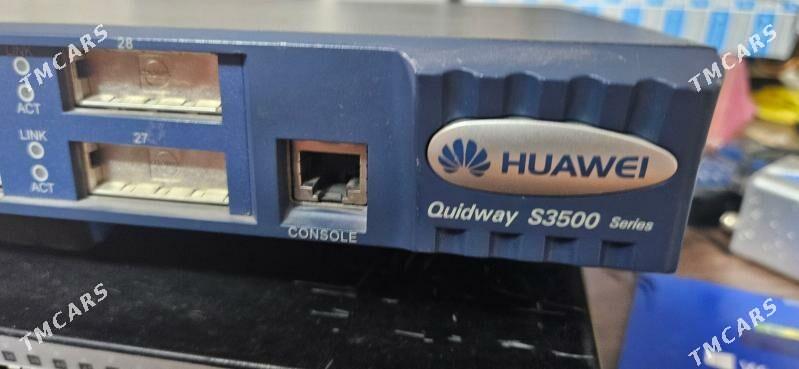 LINK
28
ACT
LINK
27
ACT
CONSOLE
HUAWEI
Quidway S3500 Series
TMCARS
TMCARS
TMCARS
TMCARS